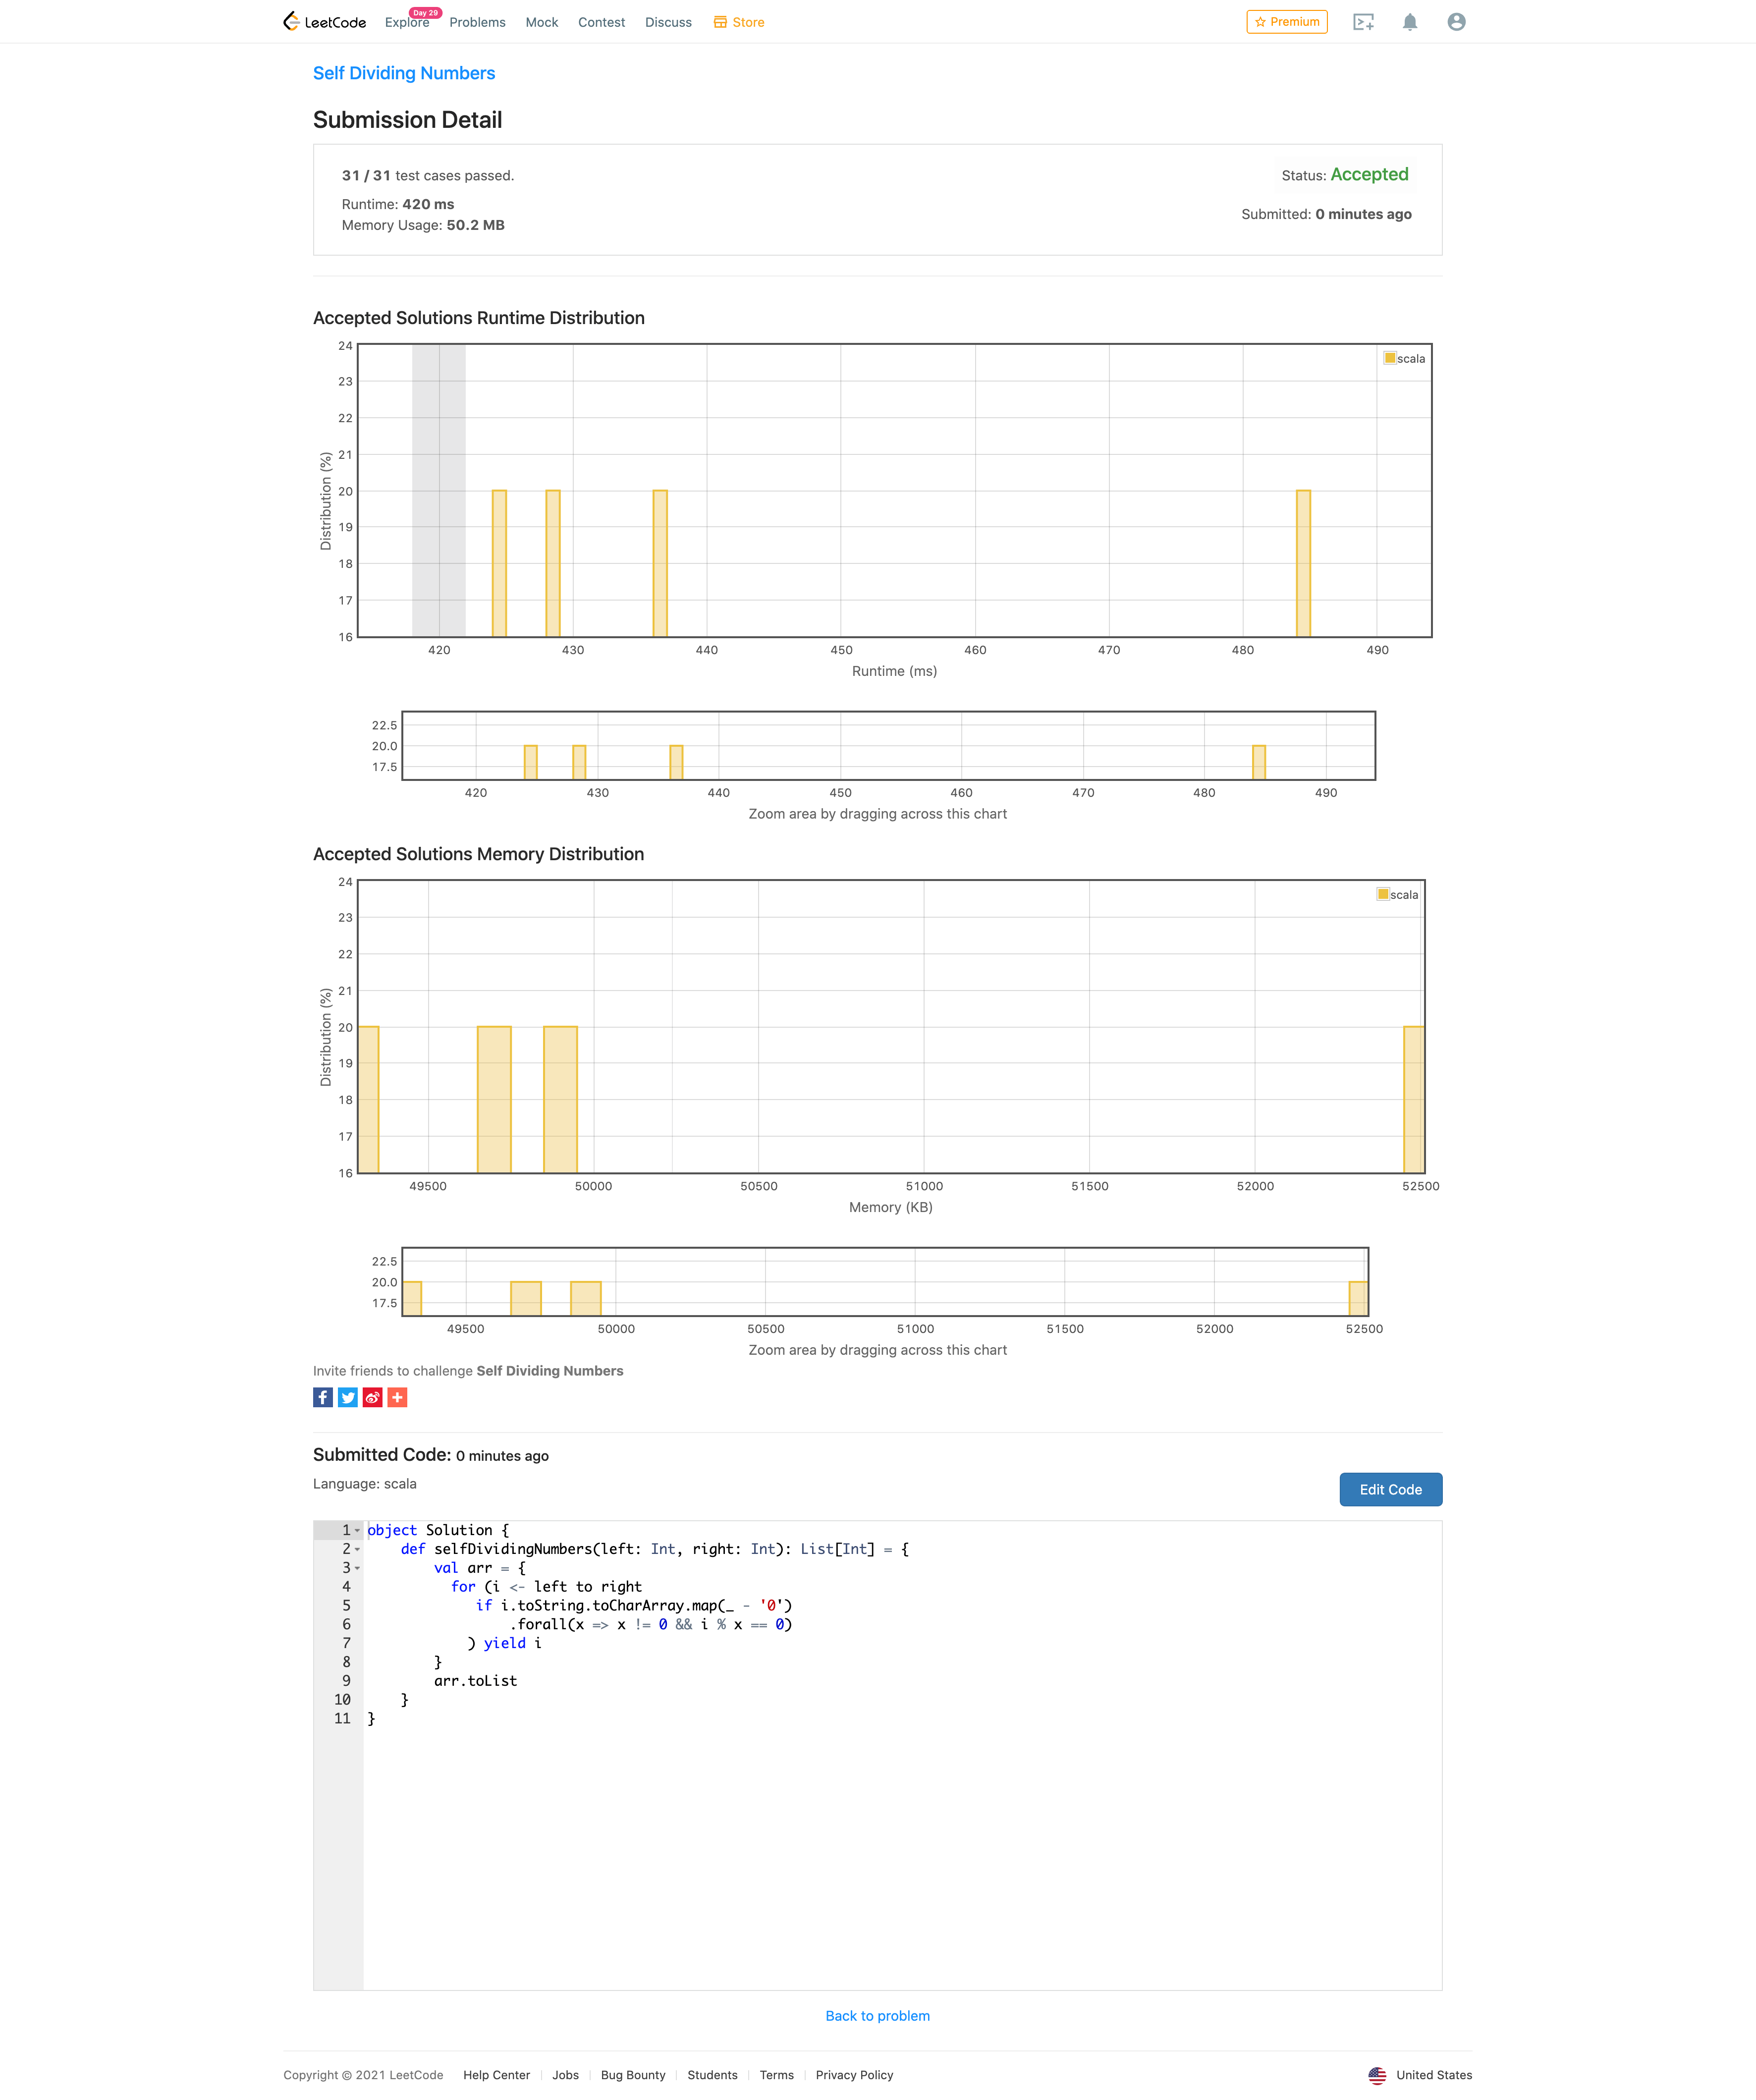 LeetCode
Explore
Day 29
Problems
Mock
Contest
Discuss
Store
Premium
Self Dividing Numbers
Submission Detail
31 / 31 test cases passed.
Status: Accepted
Runtime: 420 ms
Submitted: 0 minutes ago
Memory Usage: 50.2 MB
Accepted Solutions Runtime Distribution
24
23
22
21
20
19
18
17
16
Distribution (%)
scala
420 430 440 450 460 470 480 490
Runtime (ms)
22.5
20.0
17.5
420 430 440 450 460 470 480 490
Zoom area by dragging across this chart
Accepted Solutions Memory Distribution
24
23
22
21
20
19
18
17
16
Distribution (%)
scala
49500 50000 50500 51000 51500 52000 52500
Memory (KB)
22.5
20.0
17.5
49500 50000 50500 51000 51500 52000 52500
Zoom area by dragging across this chart
Invite friends to challenge Self Dividing Numbers
Submitted Code: 0 minutes ago
Language: scala
Edit Code
1 object Solution {
2     def selfDividingNumbers(left: Int, right: Int): List[Int] = {
3         val arr = {
4           for (i <- left to right
5              if i.toString.toCharArray.map(_ - '0')
6                  .forall(x => x != 0 && i % x == 0)
7             ) yield i
8         }
9         arr.toList
10     }
11 }
Back to problem
Copyright © 2021 LeetCode
Help Center
Jobs
Bug Bounty
Students
Terms
Privacy Policy
United States